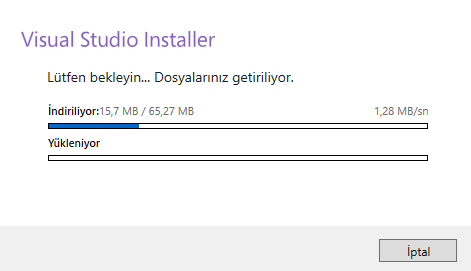 Visual Studio Installer
Lütfen bekleyin... Dosyalarınız getiriliyor.
İndiriliyor:15,7 MB / 65,27 MB 1,28 MB/sn
Yükleniyor
İptal